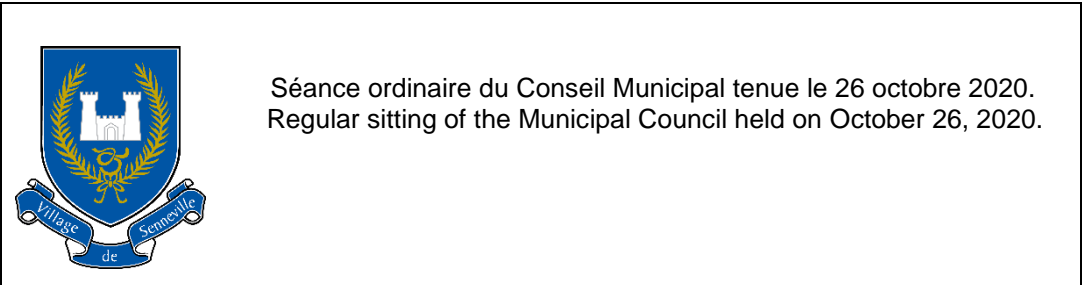 Séance ordinaire du Conseil Municipal tenue le 26 octobre 2020.
Regular sitting of the Municipal Council held on October 26, 2020.
Village de Senneville